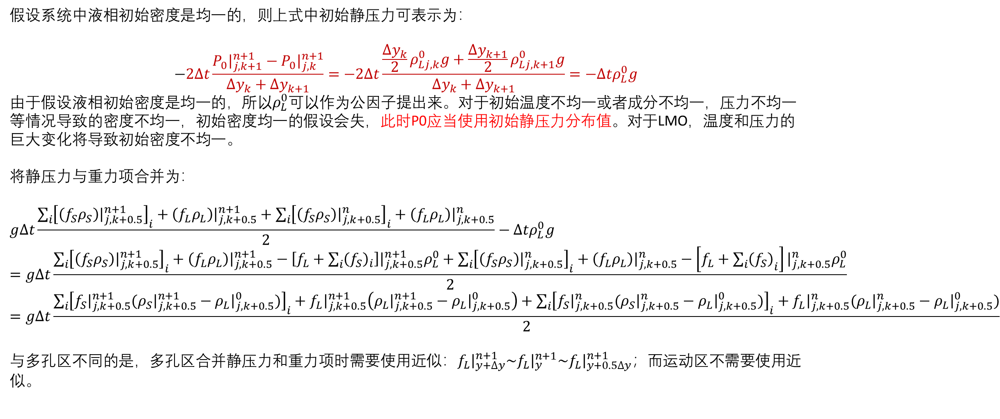 假设系统中液相初始密度是均一的，则上式中初始静压力可表示为：
$-2\Delta t\frac{P_0|_{j,k+1}^{n+1}-P_0|_{j,k}^{n+1}}{\Delta y_k+\Delta y_{k+1}}=-2\Delta t\frac{\frac{\Delta y_k}{2}\rho_{Lj,k}^{0}g+\frac{\Delta y_{k+1}}{2}\rho_{Lj,k+1}^{0}g}{\Delta y_k+\Delta y_{k+1}}=-\Delta t\rho_L^0 g$
由于假设液相初始密度是均一的，所以$\rho_L^0$可以作为公因子提出来。对于初始温度不均一或者成分不均一，压力不均一
等情况导致的密度不均一，初始密度均一的假设会失，此时P0应当使用初始静压力分布值。对于LMO，温度和压力的
巨大变化将导致初始密度不均一。
将静压力与重力项合并为：
$g\Delta t\frac{\sum_i\left[(f_S\rho_S)|_{j,k+0.5}^{n+1}\right]_i+(f_L\rho_L)|_{j,k+0.5}^{n+1}+\sum_i\left[(f_S\rho_S)|_{j,k+0.5}^{n}\right]_i+(f_L\rho_L)|_{j,k+0.5}^{n}}{2}-\Delta t\rho_L^0 g$
$=g\Delta t\frac{\sum_i\left[(f_S\rho_S)|_{j,k+0.5}^{n+1}\right]_i+(f_L\rho_L)|_{j,k+0.5}^{n+1}-[f_L+\sum_i(f_S)_i]|_{j,k+0.5}^{n+1}\rho_L^0+\sum_i\left[(f_S\rho_S)|_{j,k+0.5}^{n}\right]_i+(f_L\rho_L)|_{j,k+0.5}^{n}-\left[f_L+\sum_i(f_S)_i\right]|_{j,k+0.5}^{n}\rho_L^0}{2}$
$=g\Delta t\frac{\sum_i\left[f_S|_{j,k+0.5}^{n+1}(\rho_S|_{j,k+0.5}^{n+1}-\rho_L|_{j,k+0.5}^{0})\right]_i+f_L|_{j,k+0.5}^{n+1}\left(\rho_L|_{j,k+0.5}^{n+1}-\rho_L|_{j,k+0.5}^{0}\right)+\sum_i\left[f_S|_{j,k+0.5}^{n}(\rho_S|_{j,k+0.5}^{n}-\rho_L|_{j,k+0.5}^{0})\right]_i+f_L|_{j,k+0.5}^{n}(\rho_L|_{j,k+0.5}^{n}-\rho_L|_{j,k+0.5}^{0})}{2}$
与多孔区不同的是，多孔区合并静压力和重力项时需要使用近似：$f_L|_{y+\Delta y}^{n+1}\sim f_L|_{y}^{n+1}\sim f_L|_{y+0.5\Delta y}^{n+1}$；而运动区不需要使用近
似。